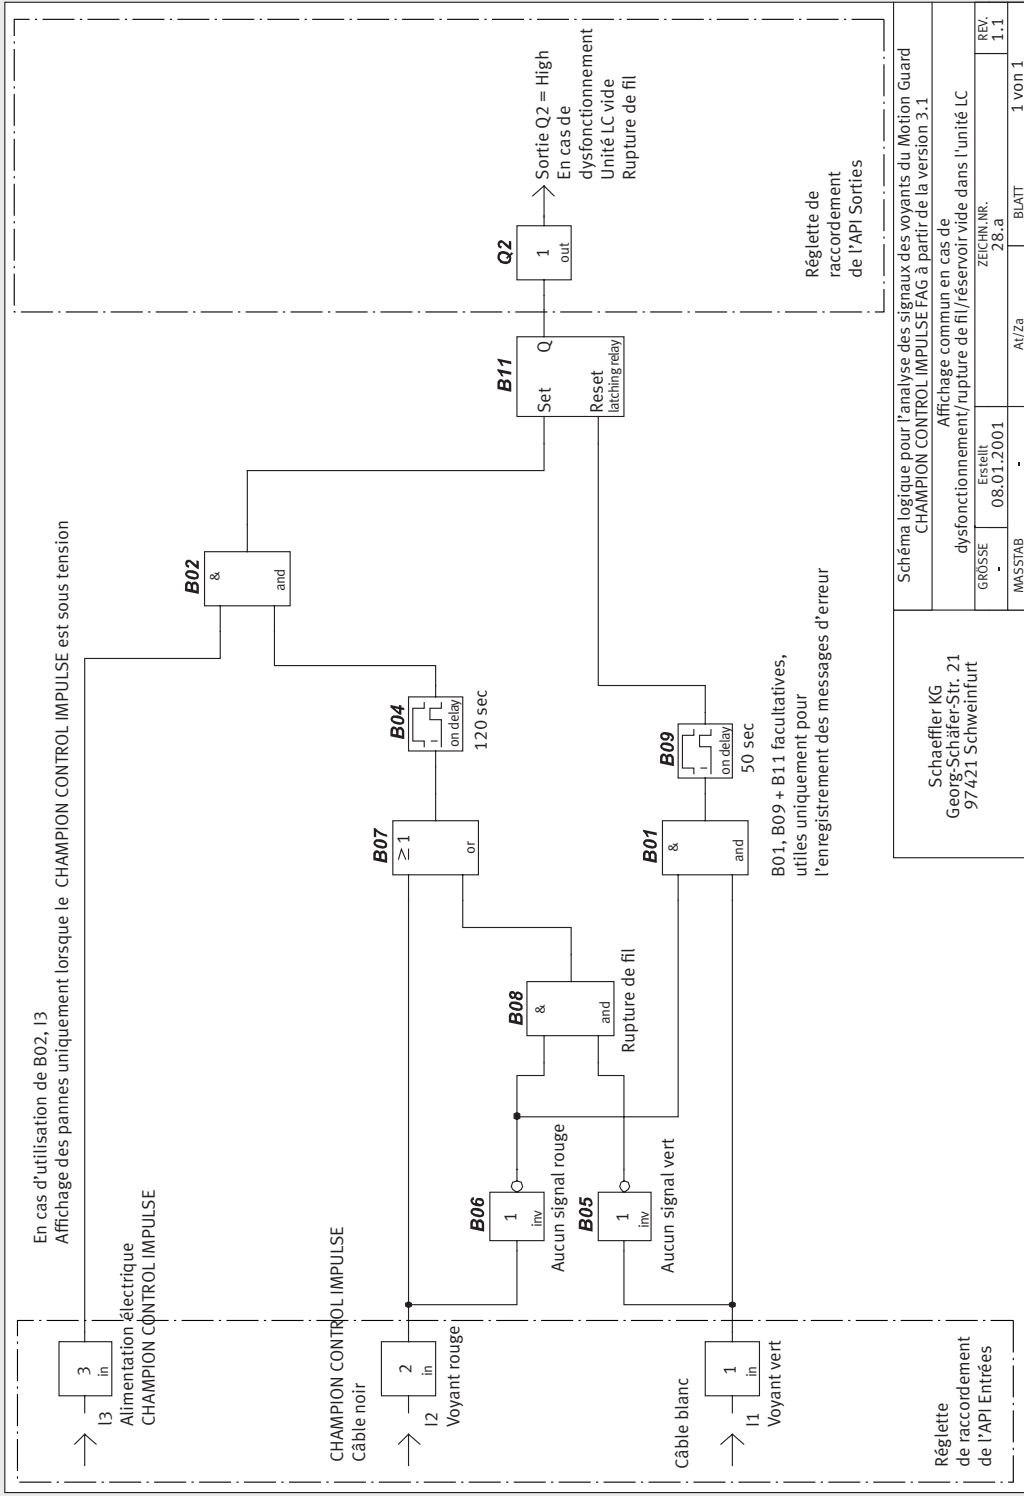 En cas d'utilisation de B02, I3
Affichage des pannes uniquement lorsque le CHAMPION CONTROL IMPULSE est sous tension
3
in
I3
Alimentation électrique
CHAMPION CONTROL IMPULSE
B02
&
and
CHAMPION CONTROL IMPULSE
Câble noir
2
in
I2
Voyant rouge
B07
≥ 1
or
B04
on delay
120 sec
B06
1
inv
Aucun signal rouge
B08
&
and
Rupture de fil
B05
1
inv
Aucun signal vert
B11
Set
Q
Reset
latching relay
Q2
1
out
Sortie Q2 = High
En cas de
dysfonctionnement
Unité LC vide
Rupture de fil
Câble blanc
1
in
I1
Voyant vert
B01
&
and
B09
on delay
50 sec
B01, B09 + B11 facultatives,
utiles uniquement pour
l'enregistrement des messages d'erreur
Réglette
de raccordement
de l'API Entrées
Réglette de
raccordement
de l'API Sorties
Schaeffler KG
Georg-Schäfer-Str. 21
97421 Schweinfurt
Schéma logique pour l'analyse des signaux des voyants du Motion Guard
CHAMPION CONTROL IMPULSE FAG à partir de la version 3.1
Affichage commun en cas de
dysfonctionnement/rupture de fil/réservoir vide dans l'unité LC
GRÖSSE
-
Erstellt
08.01.2001
ZEICHN.NR.
28.a
REV.
1.1
MASSTAB
-
At/Za
BLATT
1 von 1